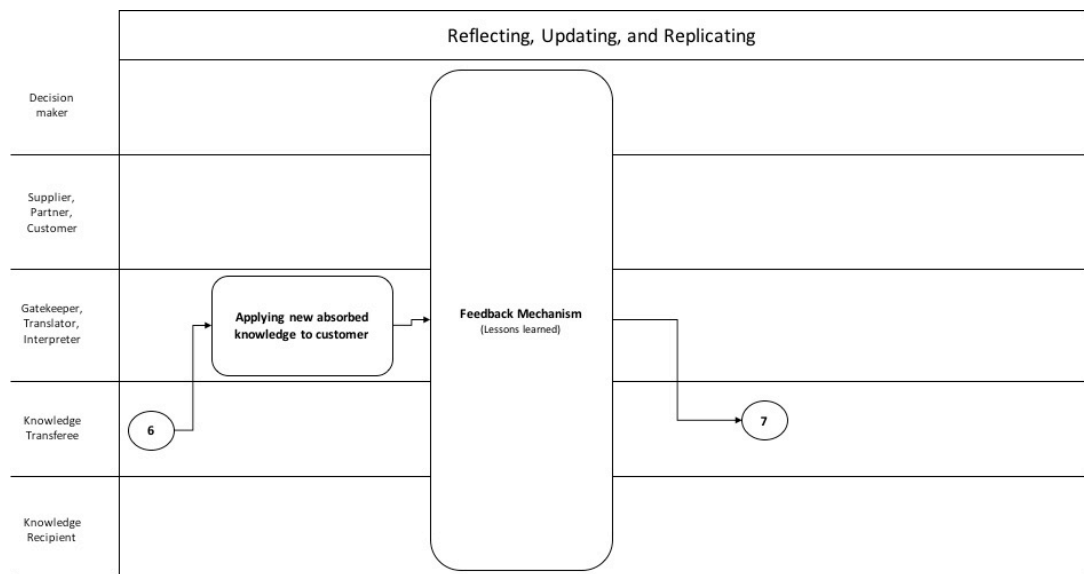 Reflecting, Updating, and Replicating
Decision
maker
Supplier,
Partner,
Customer
Gatekeeper,
Translator,
Interpreter
Applying new absorbed
knowledge to customer
Feedback Mechanism
(Lessons learned)
Knowledge
Transferee
6
7
Knowledge
Recipient